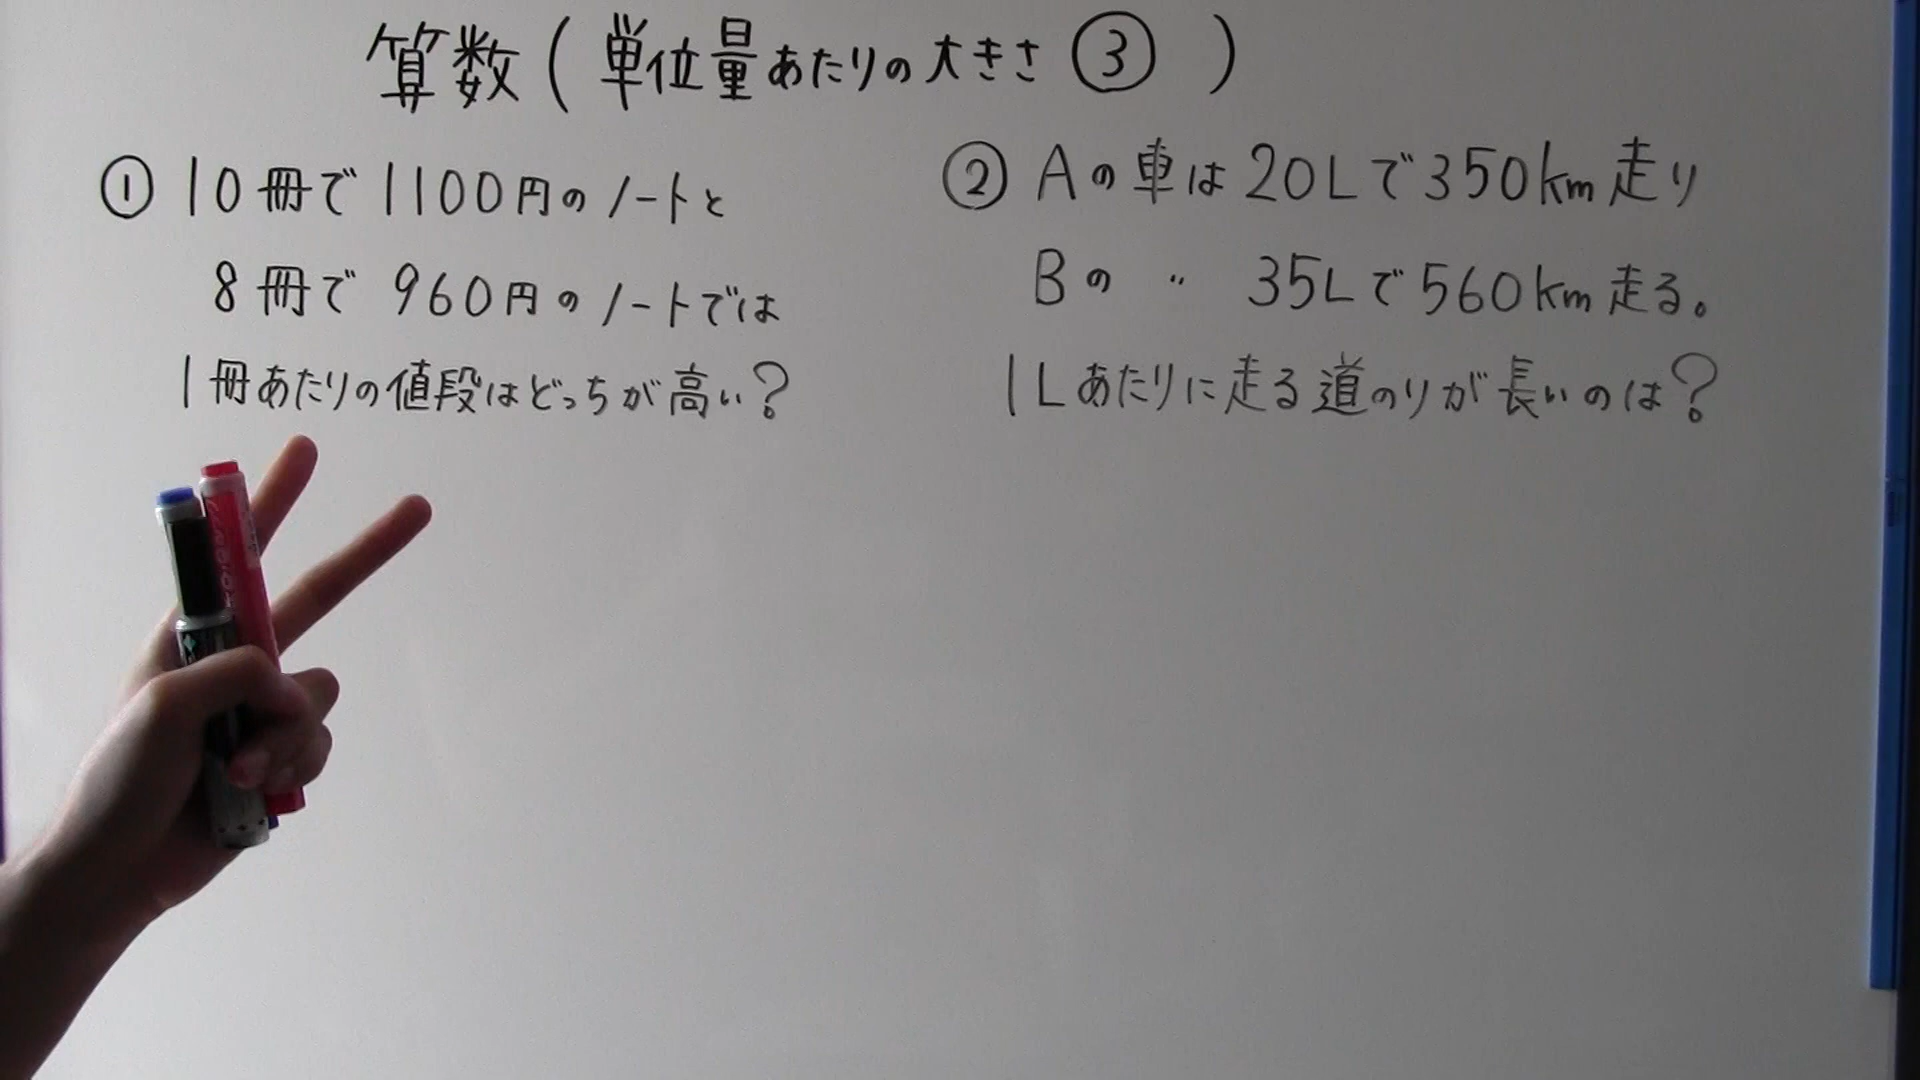 算数(単位量あたりの大きさ③ )
① 10冊で1100円のノートと
8冊で 960円のノートでは
1冊あたりの値段はどっちが高い?
② Aの車は20Lで350km走り
Bの 〃 35Lで560km走る。
1Lあたりに走る道のりが長いのは?